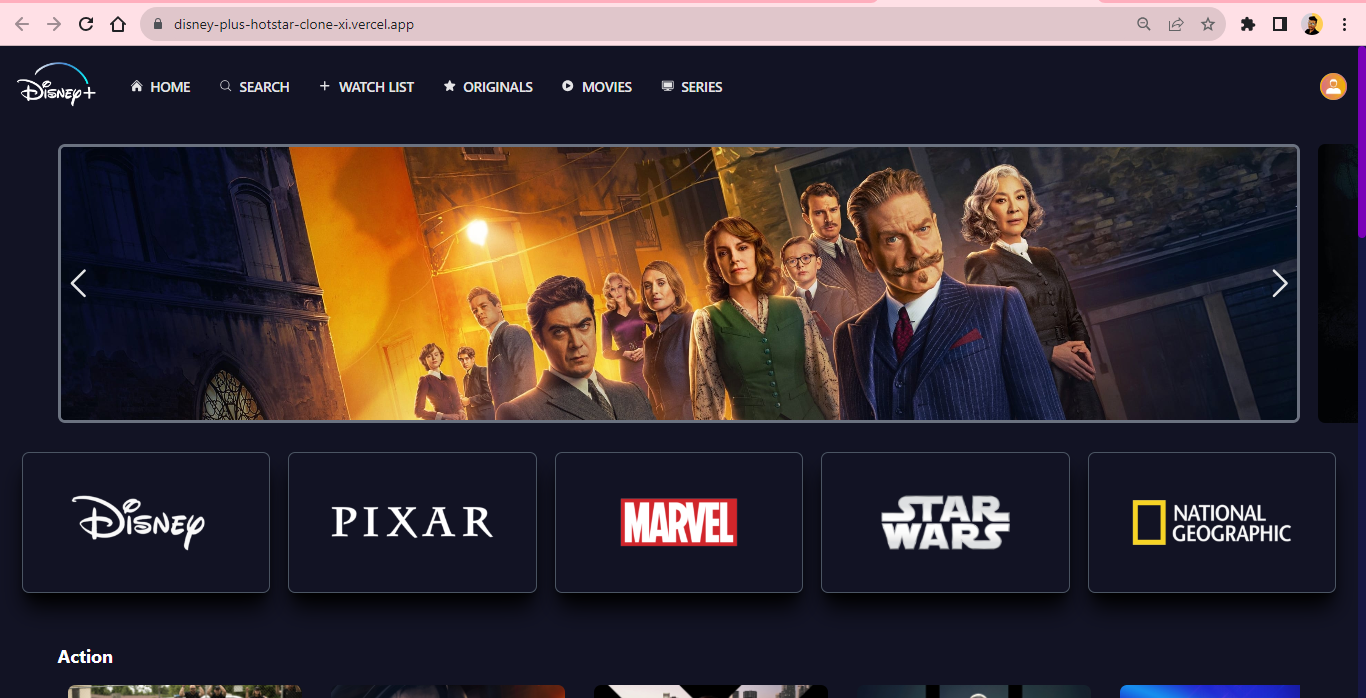 disney-plus-hotstar-clone-xi.vercel.app
Disney+ HOME SEARCH WATCH LIST ORIGINALS MOVIES SERIES
Disney PIXAR MARVEL STAR WARS NATIONAL GEOGRAPHIC
Action